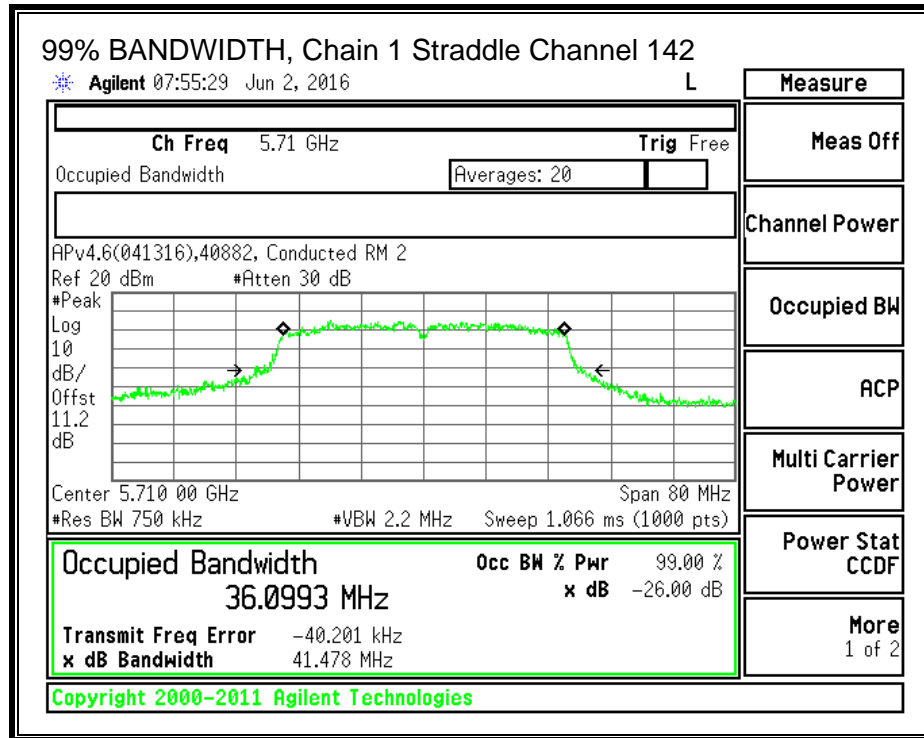 99% BANDWIDTH, Chain 1 Straddle Channel 142
Agilent 07:55:29 Jun 2, 2016 L
Measure
Ch Freq 5.71 GHz Trig Free
Meas Off
Occupied Bandwidth Averages: 20
Channel Power
APv4.6(041316),40882, Conducted RM 2
Ref 20 dBm #Atten 30 dB
#Peak
Log
10
dB/
Offst
11.2
dB
Occupied BW
ACP
Multi Carrier
Power
Center 5.710 00 GHz Span 80 MHz
#Res BW 750 kHz #VBW 2.2 MHz Sweep 1.066 ms (1000 pts)
Power Stat
CCDF
Occupied Bandwidth Occ BW % Pwr 99.00 %
36.0993 MHz x dB -26.00 dB
Transmit Freq Error -40.201 kHz
x dB Bandwidth 41.478 MHz
More
1 of 2
Copyright 2000-2011 Agilent Technologies